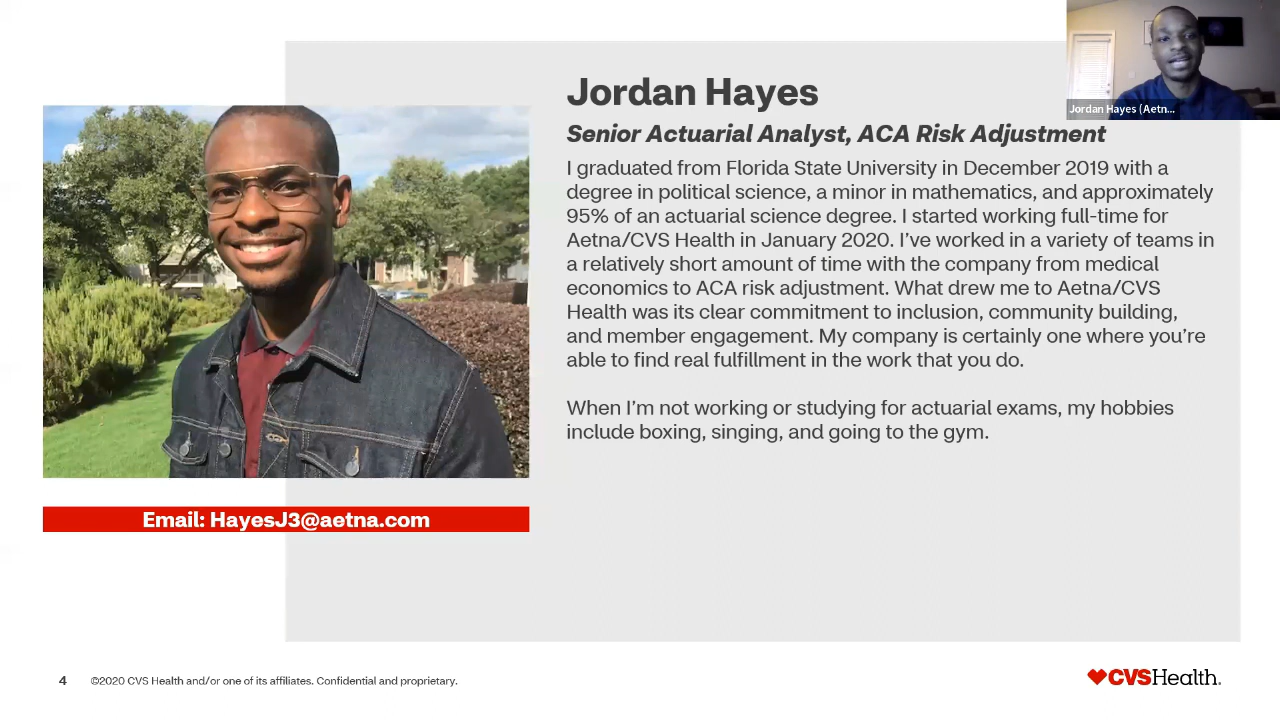 Jordan Hayes
Jordan Hayes (Aetn...
Senior Actuarial Analyst, ACA Risk Adjustment
I graduated from Florida State University in December 2019 with a
degree in political science, a minor in mathematics, and approximately
95% of an actuarial science degree. I started working full-time for
Aetna/CVS Health in January 2020. I’ve worked in a variety of teams in
a relatively short amount of time with the company from medical
economics to ACA risk adjustment. What drew me to Aetna/CVS
Health was its clear commitment to inclusion, community building,
and member engagement. My company is certainly one where you’re
able to find real fulfillment in the work that you do.
When I’m not working or studying for actuarial exams, my hobbies
include boxing, singing, and going to the gym.
Email: HayesJ3@aetna.com
4 ©2020 CVS Health and/or one of its affiliates. Confidential and proprietary.
CVSHealth.